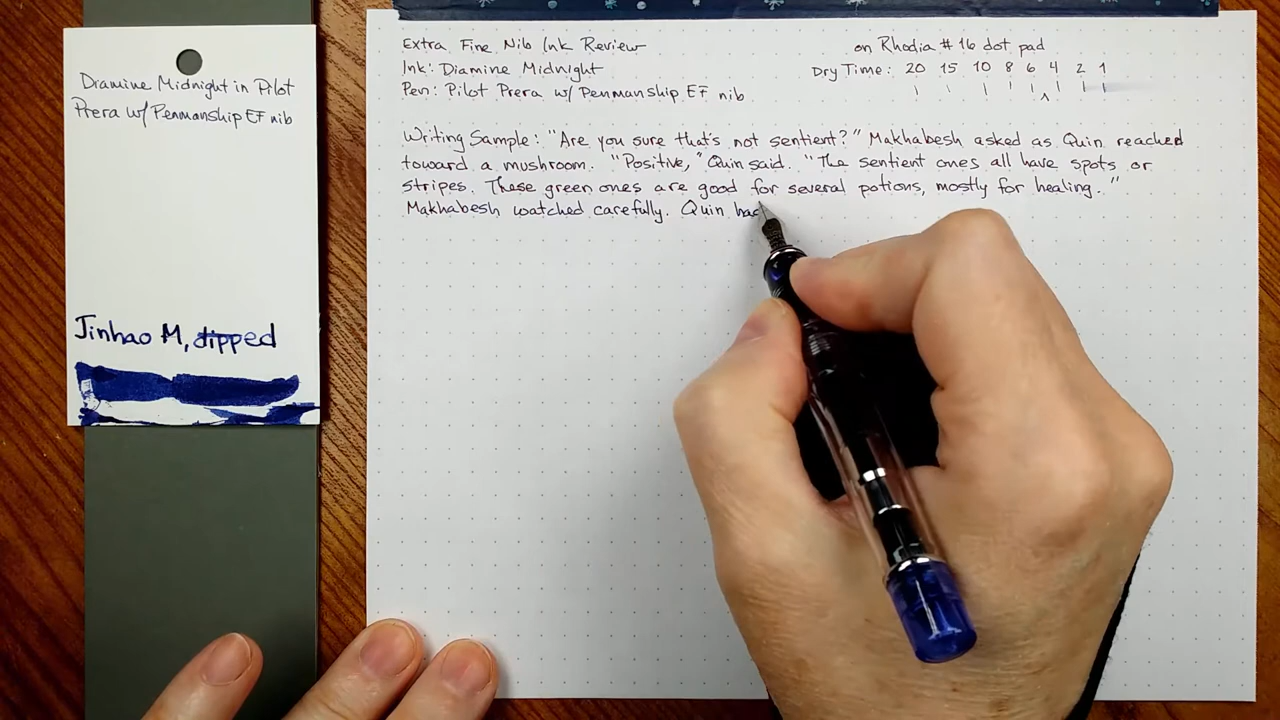 Diamine Midnight in Pilot
Prera w/ Penmanship EF nib
Jinhao M, dipped
Extra Fine Nib Ink Review
Ink: Diamine Midnight
Pen: Pilot Prera w/ Penmanship EF nib
on Rhodia #16 dot pad
Dry Time: 20 15 10 8 6 4 2 1
Writing Sample: "Are you sure that's not sentient?" Makhabesh asked as Quin reached
toward a mushroom. "Positive," Quin said. "The sentient ones all have spots or
stripes. These green ones are good for several potions, mostly for healing."
Makhabesh watched carefully. Quin had